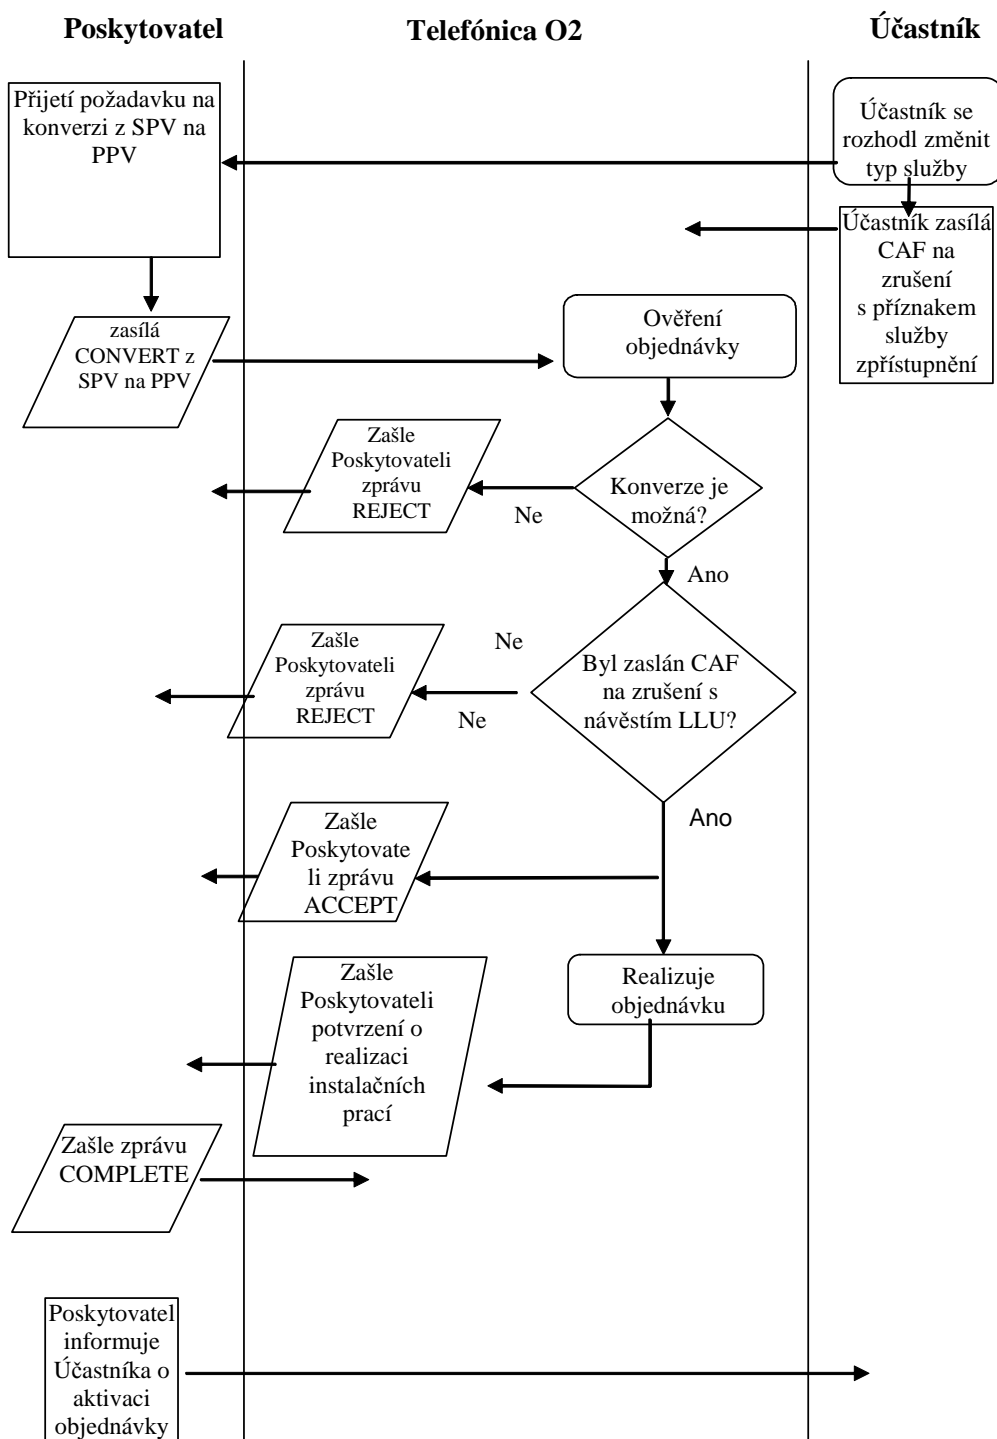 Poskytovatel
Telefónica O2
Účastník
Přijetí požadavku na
konverzi z SPV na
PPV
Účastník se
rozhodl změnit
typ služby
Účastník zasílá
CAF na
zrušení
s příznakem
služby
zpřístupnění
zasílá
CONVERT z
SPV na PPV
Ověření
objednávky
Zašle
Poskytovateli
zprávu
REJECT
Ne
Konverze je
možná?
Ano
Zašle
Poskytovateli
zprávu
REJECT
Ne
Ne
Byl zaslán CAF
na zrušení s
návěstím LLU?
Ano
Zašle
Poskytovate
li zprávu
ACCEPT
Zašle
Poskytovateli
potvrzení o
realizaci
instalačních
prací
Realizuje
objednávku
Zašle zprávu
COMPLETE
Poskytovatel
informuje
Účastníka o
aktivaci
objednávky